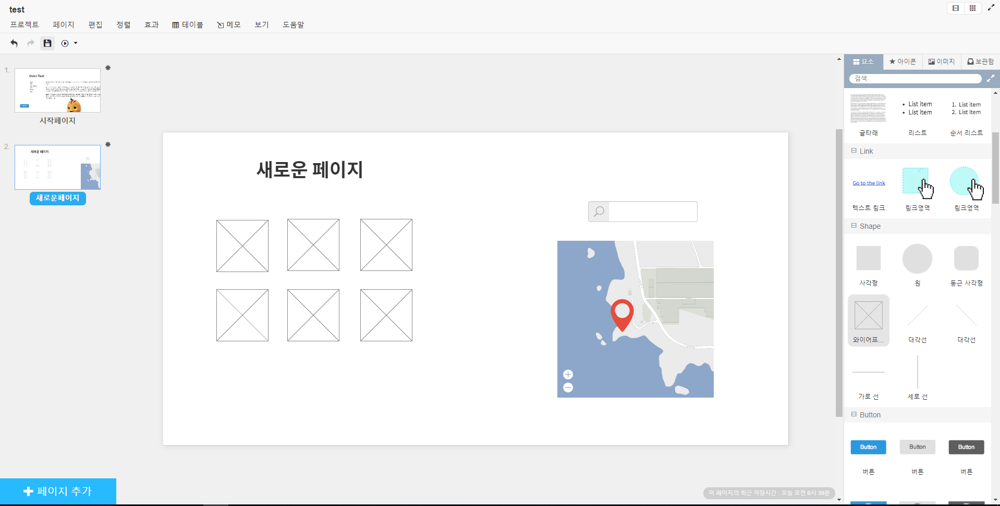 test
프로젝트
페이지
편집
정렬
효과
테이블
메모
보기
도움말
1.
Oven Test
시작페이지
2.
새로운 페이지
새로운페이지
페이지 추가
새로운 페이지
이 페이지의 최근 저장시간 : 오늘 오전 6시 39분
요소
아이콘
이미지
보관함
검색
List item
List item
1. List item
2. List item
글타래
리스트
순서 리스트
Link
Go to the link
텍스트 링크
링크영역
링크영역
Shape
사각형
원
둥근 사각형
와이어프...
대각선
대각선
가로 선
세로 선
Button
Button
Button
Button
버튼
버튼
버튼